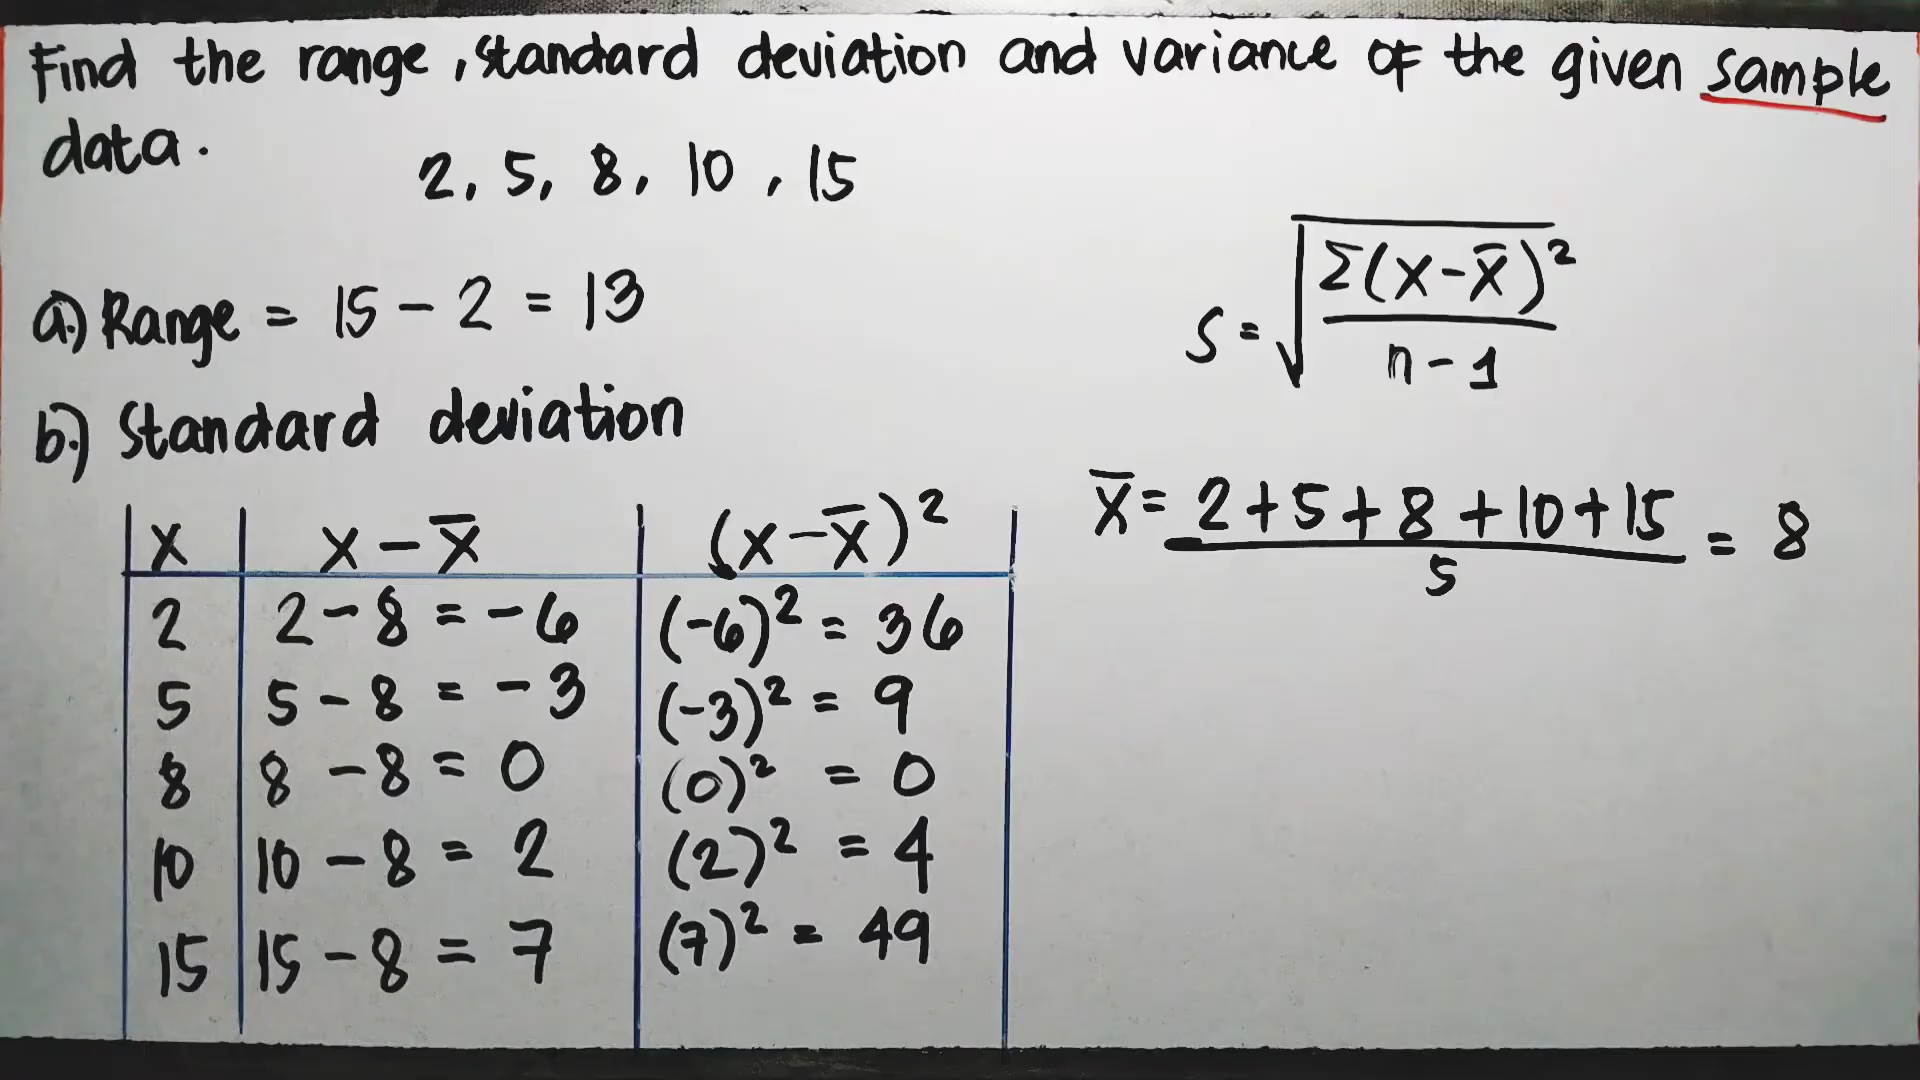 Find the range, standard deviation and variance of the given sample
data.
2, 5, 8, 10, 15
a.) Range = 15 - 2 = 13
S = √(Σ(x-x̄)² / n-1)
b.) Standard deviation
x̄ = 2+5+8+10+15 / 5 = 8
x | x-x̄ | (x-x̄)²
2 | 2-8 = -6 | (-6)² = 36
5 | 5-8 = -3 | (-3)² = 9
8 | 8-8 = 0 | (0)² = 0
10 | 10-8 = 2 | (2)² = 4
15 | 15-8 = 7 | (7)² = 49